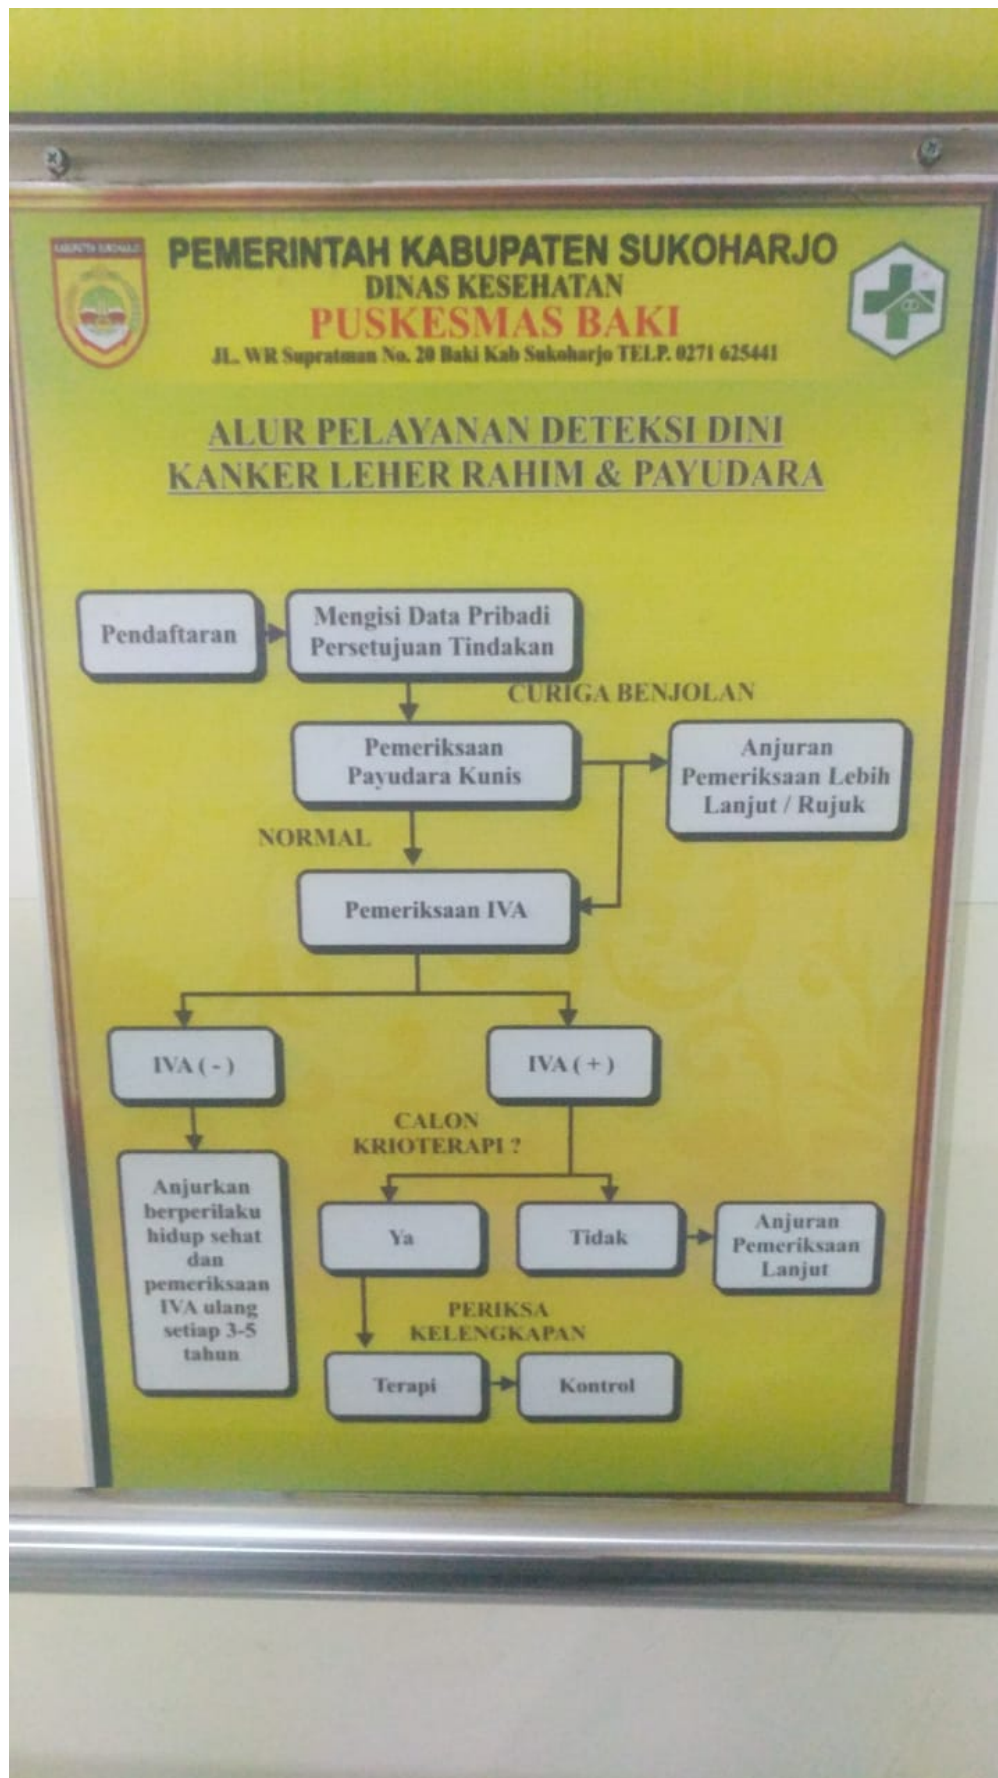 KABUPATEN SUKOHARJO
PEMERINTAH KABUPATEN SUKOHARJO
DINAS KESEHATAN
PUSKESMAS BAKI
JL. WR Supratman No. 20 Baki Kab Sukoharjo TELP. 0271 625441
ALUR PELAYANAN DETEKSI DINI
KANKER LEHER RAHIM & PAYUDARA
Pendaftaran
Mengisi Data Pribadi
Persetujuan Tindakan
CURIGA BENJOLAN
Pemeriksaan
Payudara Kunis
Anjuran
Pemeriksaan Lebih
Lanjut / Rujuk
NORMAL
Pemeriksaan IVA
IVA ( - )
IVA ( + )
CALON
KRIOTERAPI ?
Anjurkan
berperilaku
hidup sehat
dan
pemeriksaan
IVA ulang
setiap 3-5
tahun
Ya
Tidak
Anjuran
Pemeriksaan
Lanjut
PERIKSA
KELENGKAPAN
Terapi
Kontrol